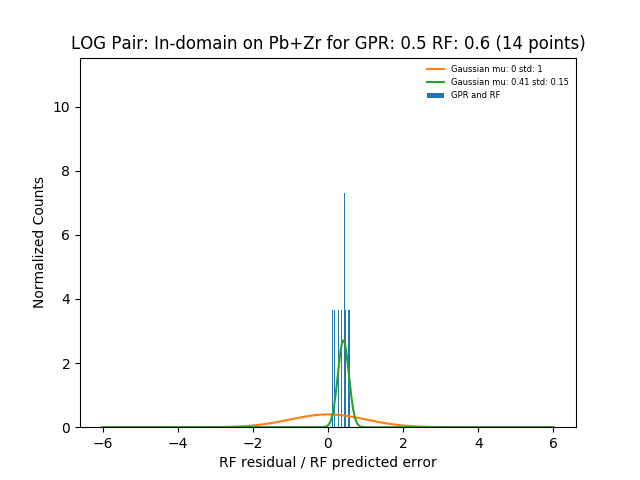 LOG Pair: In-domain on Pb+Zr for GPR: 0.5 RF: 0.6 (14 points)
Gaussian mu: 0 std: 1
Gaussian mu: 0.41 std: 0.15
GPR and RF
10
8
6
4
2
0
Normalized Counts
−6 −4 −2 0 2 4 6
RF residual / RF predicted error